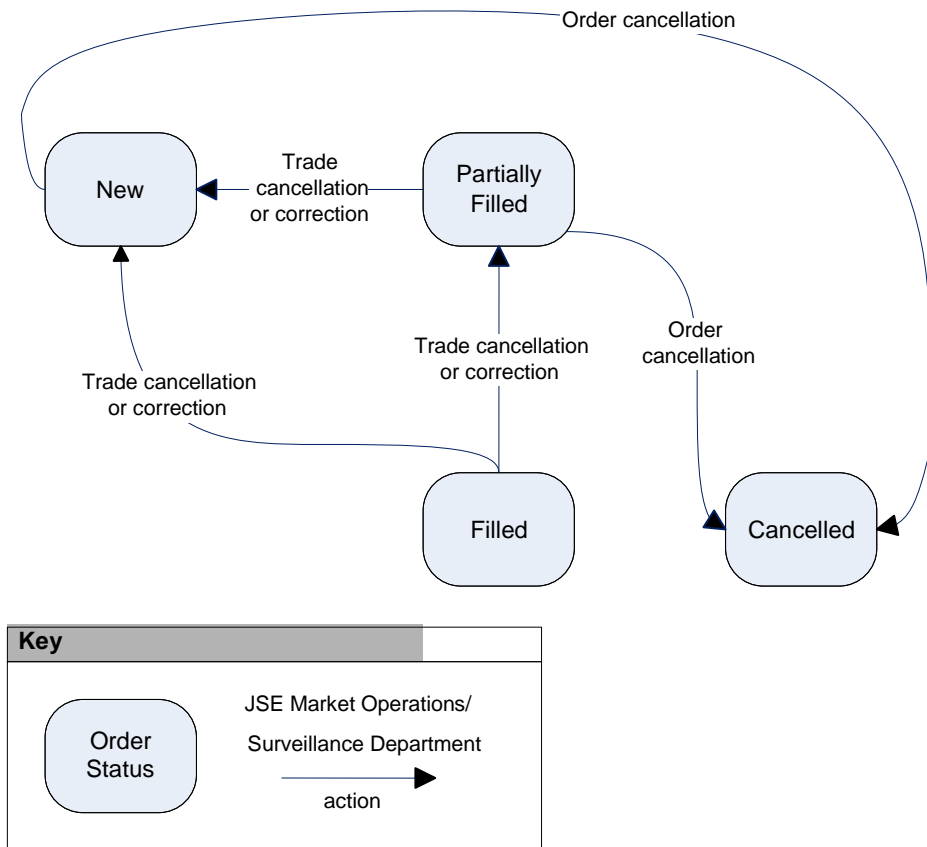 Order cancellation
New
Trade
cancellation
or correction
Partially
Filled
Trade cancellation
or correction
Order
cancellation
Trade cancellation
or correction
Filled
Cancelled
Key
Order
Status
JSE Market Operations/
Surveillance Department
action